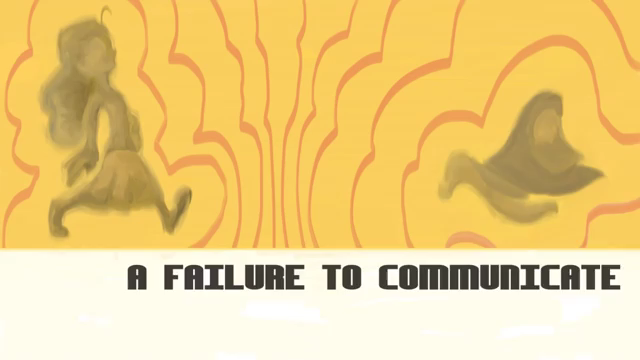 A FAILURE TO COMMUNICATE